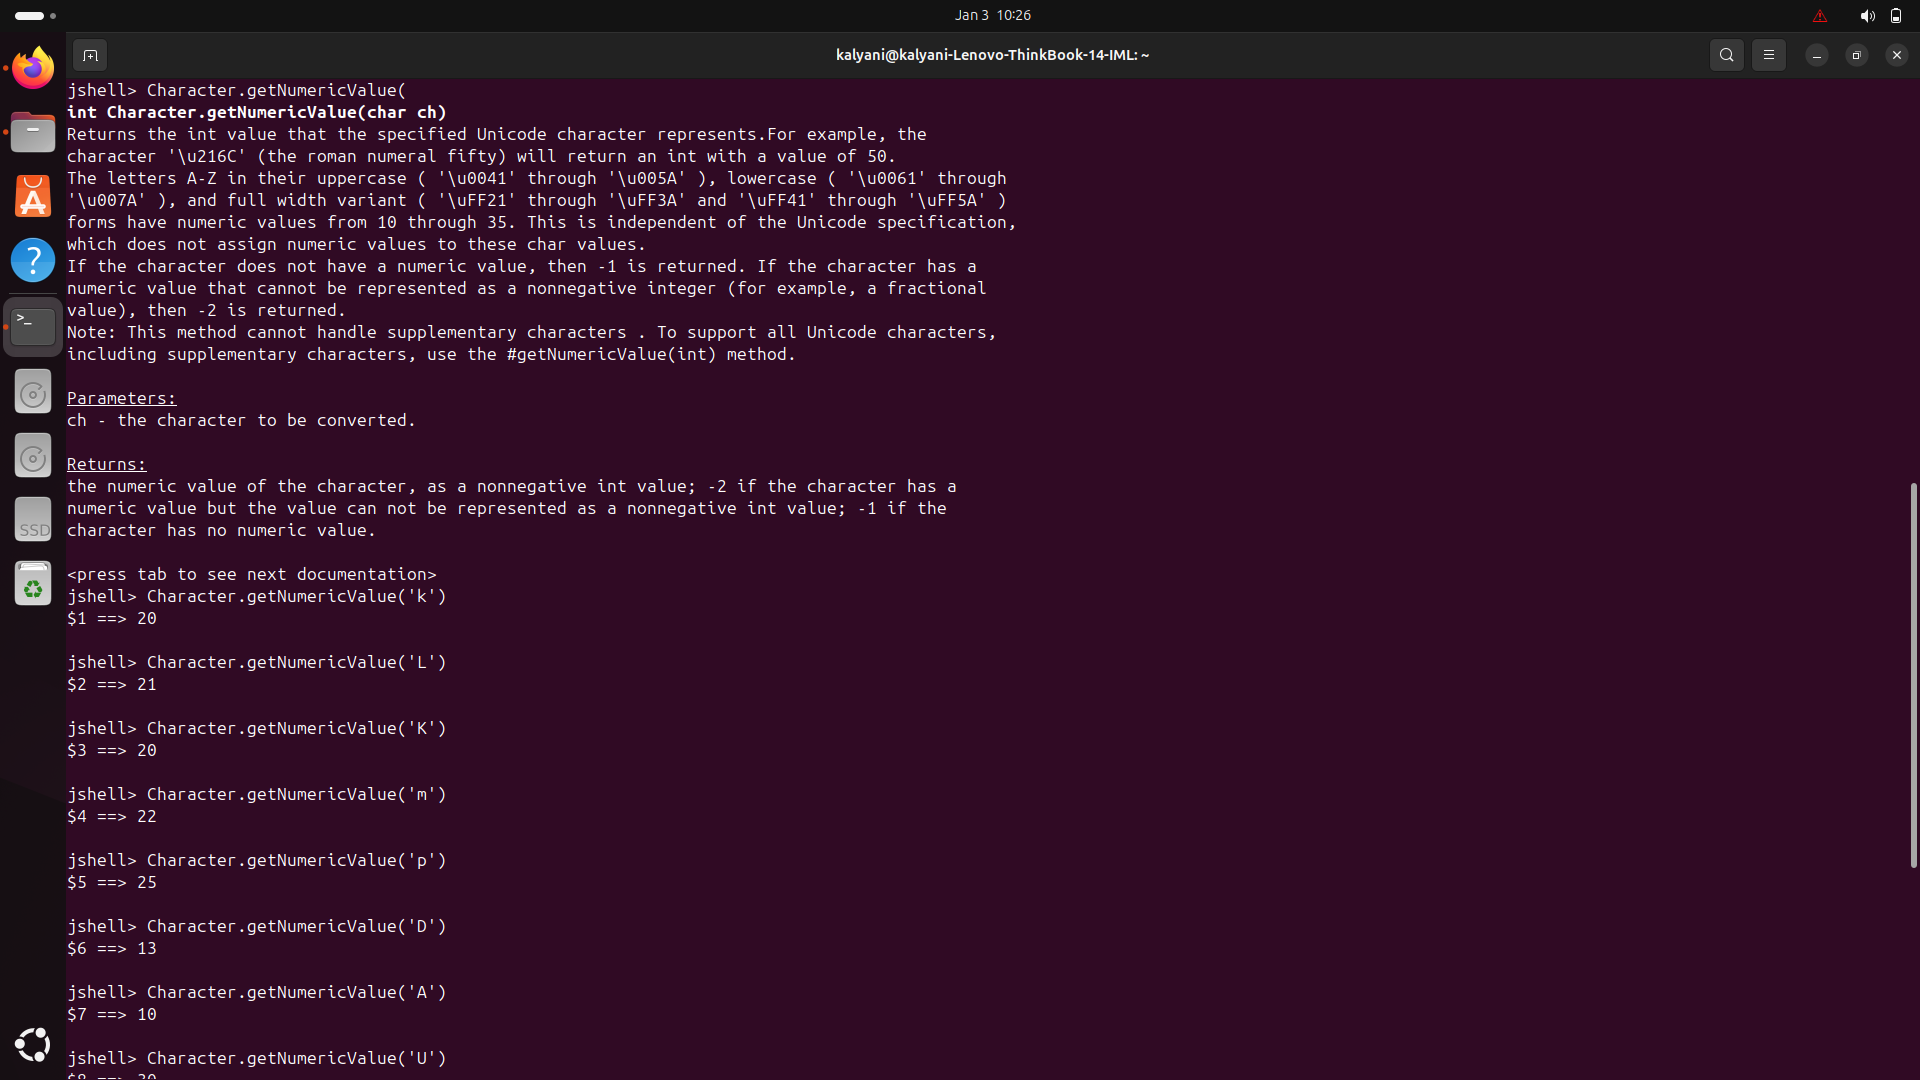 Jan 3 10:26
kalyani@kalyani-Lenovo-ThinkBook-14-IML: ~
jshell> Character.getNumericValue(
int Character.getNumericValue(char ch)
Returns the int value that the specified Unicode character represents.For example, the
character '\u216C' (the roman numeral fifty) will return an int with a value of 50.
The letters A-Z in their uppercase ( '\u0041' through '\u005A' ), lowercase ( '\u0061' through
'\u007A' ), and full width variant ( '\uFF21' through '\uFF3A' and '\uFF41' through '\uFF5A' )
forms have numeric values from 10 through 35. This is independent of the Unicode specification,
which does not assign numeric values to these char values.
If the character does not have a numeric value, then -1 is returned. If the character has a
numeric value that cannot be represented as a nonnegative integer (for example, a fractional
value), then -2 is returned.
Note: This method cannot handle supplementary characters . To support all Unicode characters,
including supplementary characters, use the #getNumericValue(int) method.
Parameters:
ch - the character to be converted.
Returns:
the numeric value of the character, as a nonnegative int value; -2 if the character has a
numeric value but the value can not be represented as a nonnegative int value; -1 if the
character has no numeric value.
<press tab to see next documentation>
jshell> Character.getNumericValue('k')
$1 ==> 20
jshell> Character.getNumericValue('L')
$2 ==> 21
jshell> Character.getNumericValue('K')
$3 ==> 20
jshell> Character.getNumericValue('m')
$4 ==> 22
jshell> Character.getNumericValue('p')
$5 ==> 25
jshell> Character.getNumericValue('D')
$6 ==> 13
jshell> Character.getNumericValue('A')
$7 ==> 10
jshell> Character.getNumericValue('U')
$8 ==> 30
SSD